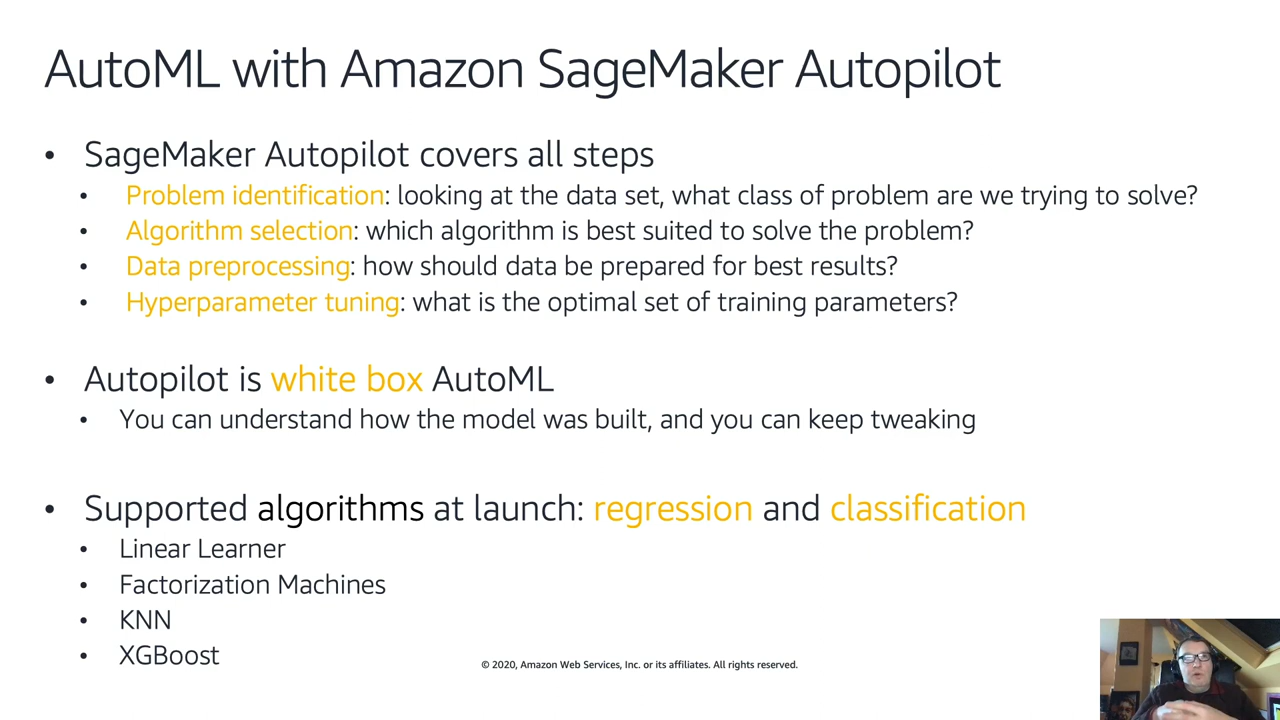 AutoML with Amazon SageMaker Autopilot
• SageMaker Autopilot covers all steps
• Problem identification: looking at the data set, what class of problem are we trying to solve?
• Algorithm selection: which algorithm is best suited to solve the problem?
• Data preprocessing: how should data be prepared for best results?
• Hyperparameter tuning: what is the optimal set of training parameters?
• Autopilot is white box AutoML
• You can understand how the model was built, and you can keep tweaking
• Supported algorithms at launch: regression and classification
• Linear Learner
• Factorization Machines
• KNN
• XGBoost
© 2020, Amazon Web Services, Inc. or its affiliates. All rights reserved.